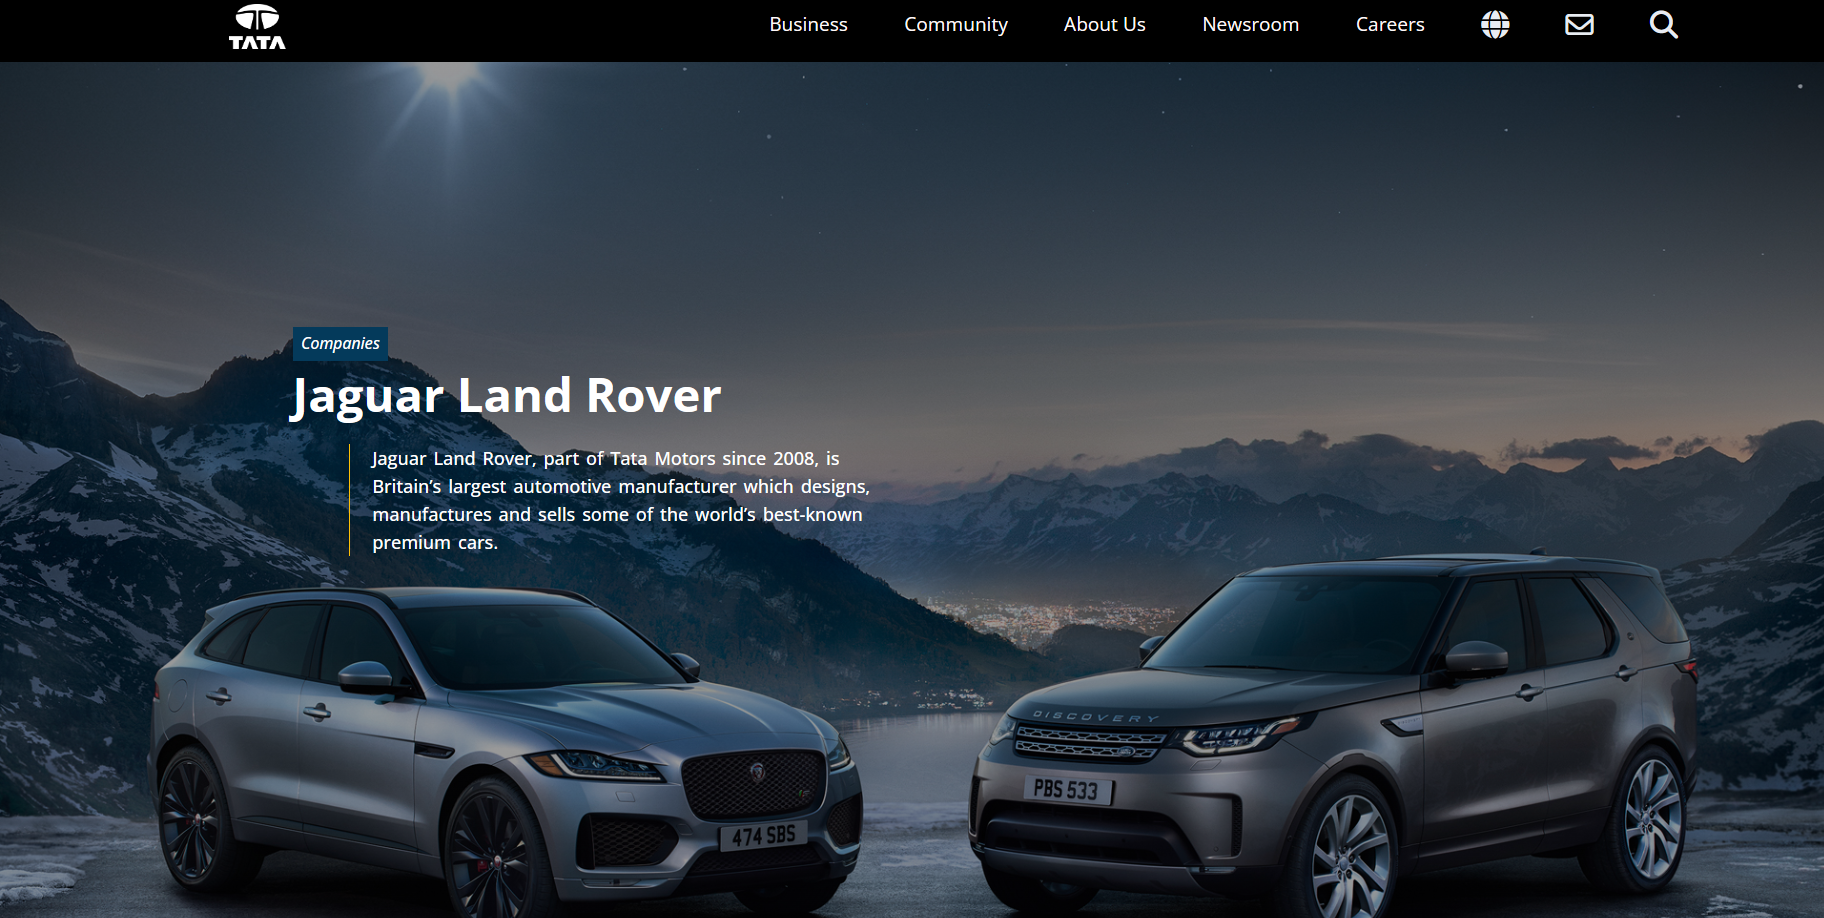 TATA
Business Community About Us Newsroom Careers
Companies
Jaguar Land Rover
Jaguar Land Rover, part of Tata Motors since 2008, is
Britain’s largest automotive manufacturer which designs,
manufactures and sells some of the world’s best-known
premium cars.
DISCOVERY
PBS 533
474 SBS